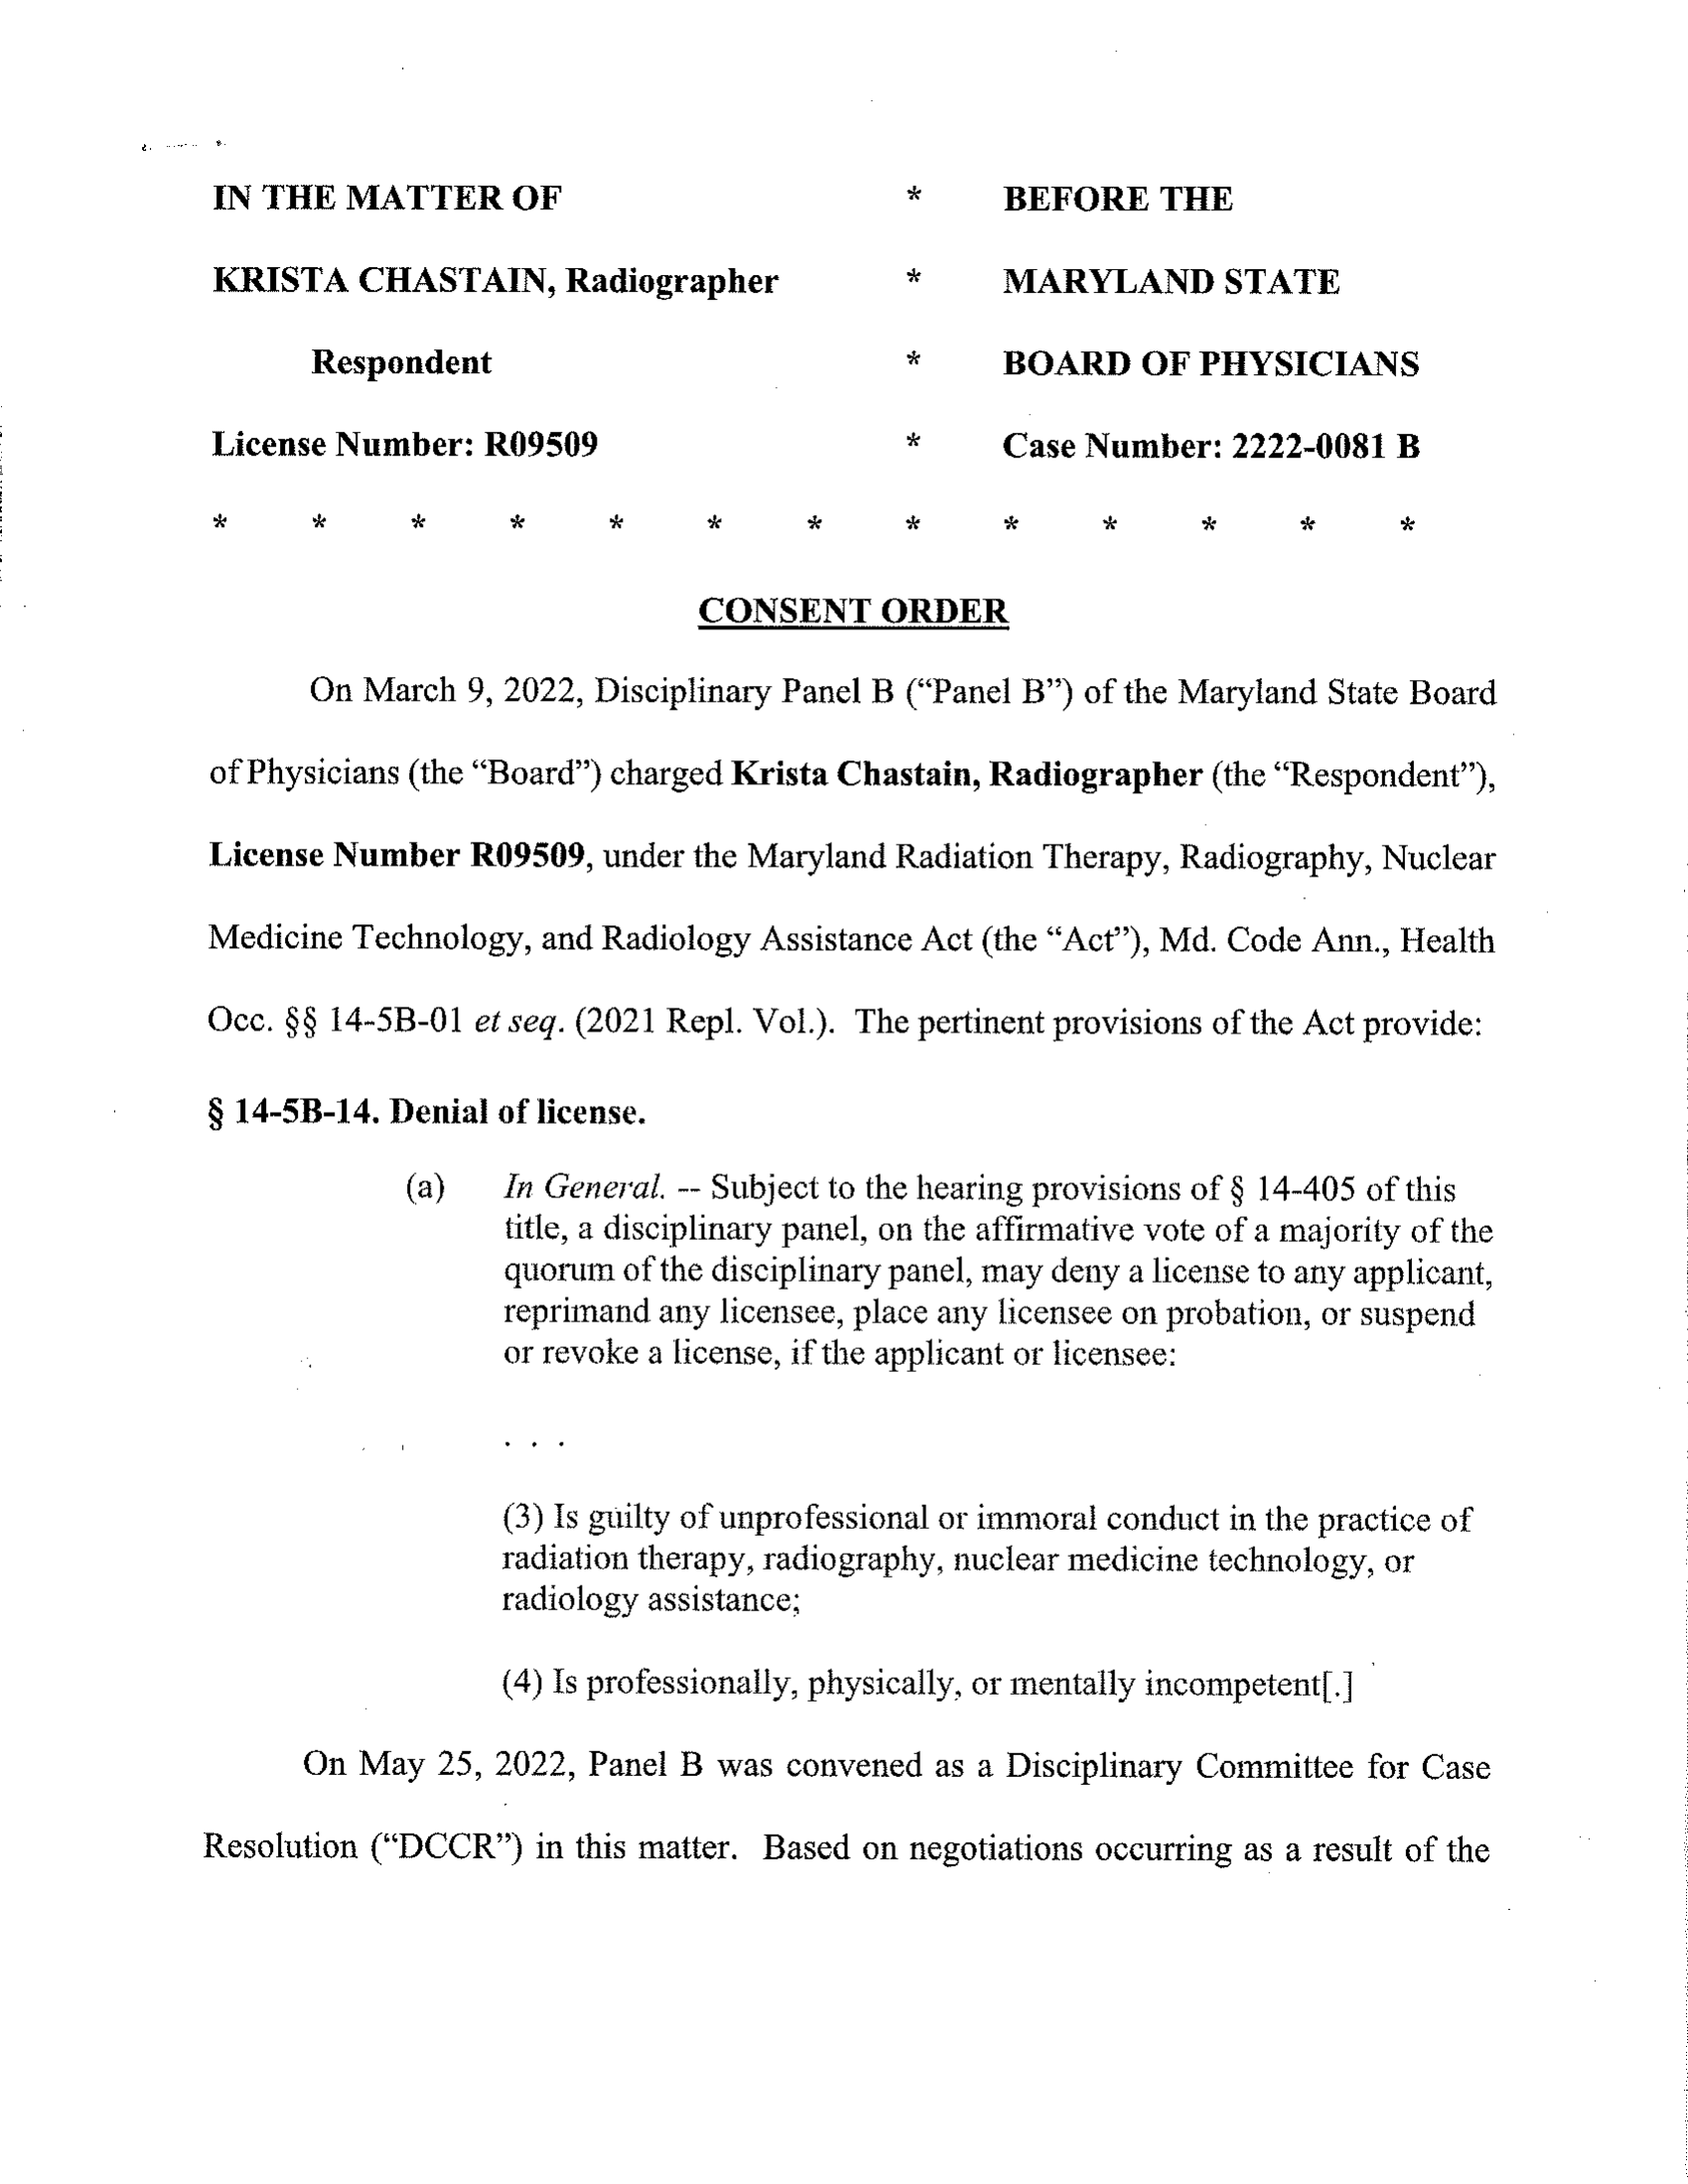 IN THE MATTER OF * BEFORE THE
KRISTA CHASTAIN, Radiographer * MARYLAND STATE
Respondent * BOARD OF PHYSICIANS
License Number: R09509 * Case Number: 2222-0081 B
* * * * * * * * * * * * *
CONSENT ORDER
On March 9, 2022, Disciplinary Panel B (“Panel B”) of the Maryland State Board
of Physicians (the “Board”) charged Krista Chastain, Radiographer (the “Respondent”),
License Number R09509, under the Maryland Radiation Therapy, Radiography, Nuclear
Medicine Technology, and Radiology Assistance Act (the “Act”), Md. Code Ann., Health
Occ. §§ 14-5B-01 et seq. (2021 Repl. Vol.). The pertinent provisions of the Act provide:
§ 14-5B-14. Denial of license.
(a) In General. -- Subject to the hearing provisions of § 14-405 of this
title, a disciplinary panel, on the affirmative vote of a majority of the
quorum of the disciplinary panel, may deny a license to any applicant,
reprimand any licensee, place any licensee on probation, or suspend
or revoke a license, if the applicant or licensee:
. . .
(3) Is guilty of unprofessional or immoral conduct in the practice of
radiation therapy, radiography, nuclear medicine technology, or
radiology assistance;
(4) Is professionally, physically, or mentally incompetent[.]
On May 25, 2022, Panel B was convened as a Disciplinary Committee for Case
Resolution (“DCCR”) in this matter. Based on negotiations occurring as a result of the